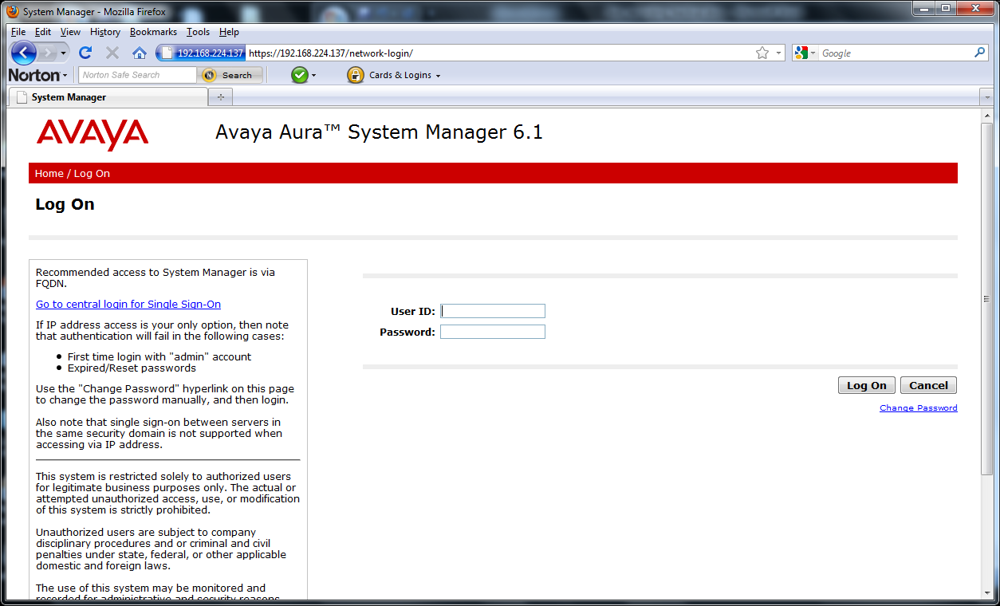 System Manager - Mozilla Firefox
File Edit View History Bookmarks Tools Help
192.168.224.137 https://192.168.224.137/network-login/
Google
Norton
Norton Safe Search
Search
Cards & Logins
System Manager
AVAYA
Avaya Aura™ System Manager 6.1
Home / Log On
Log On
Recommended access to System Manager is via
FQDN.
Go to central login for Single Sign-On
If IP address access is your only option, then note
that authentication will fail in the following cases:
First time login with "admin" account
Expired/Reset passwords
Use the "Change Password" hyperlink on this page
to change the password manually, and then login.
Also note that single sign-on between servers in
the same security domain is not supported when
accessing via IP address.
This system is restricted solely to authorized users
for legitimate business purposes only. The actual or
attempted unauthorized access, use, or modification
of this system is strictly prohibited.
Unauthorized users are subject to company
disciplinary procedures and or criminal and civil
penalties under state, federal, or other applicable
domestic and foreign laws.
The use of this system may be monitored and
recorded for administrative and security reasons.
User ID:
Password:
Log On
Cancel
Change Password